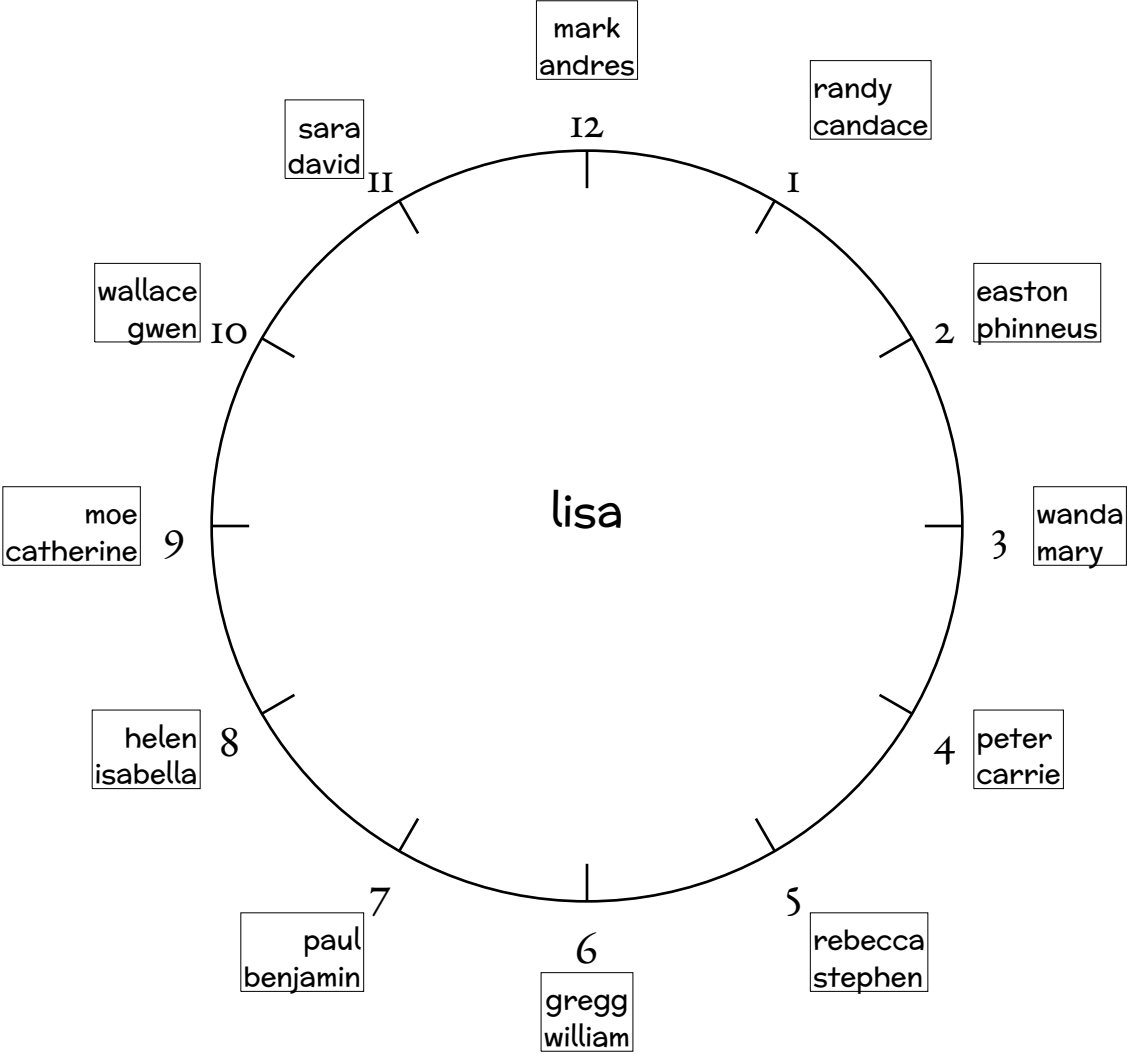 mark
andres
randy
candace
sara
david
12
11
1
wallace
gwen
easton
phinneus
10
2
lisa
moe
catherine
wanda
mary
9
3
helen
isabella
peter
carrie
8
4
7
5
paul
benjamin
rebecca
stephen
6
gregg
william